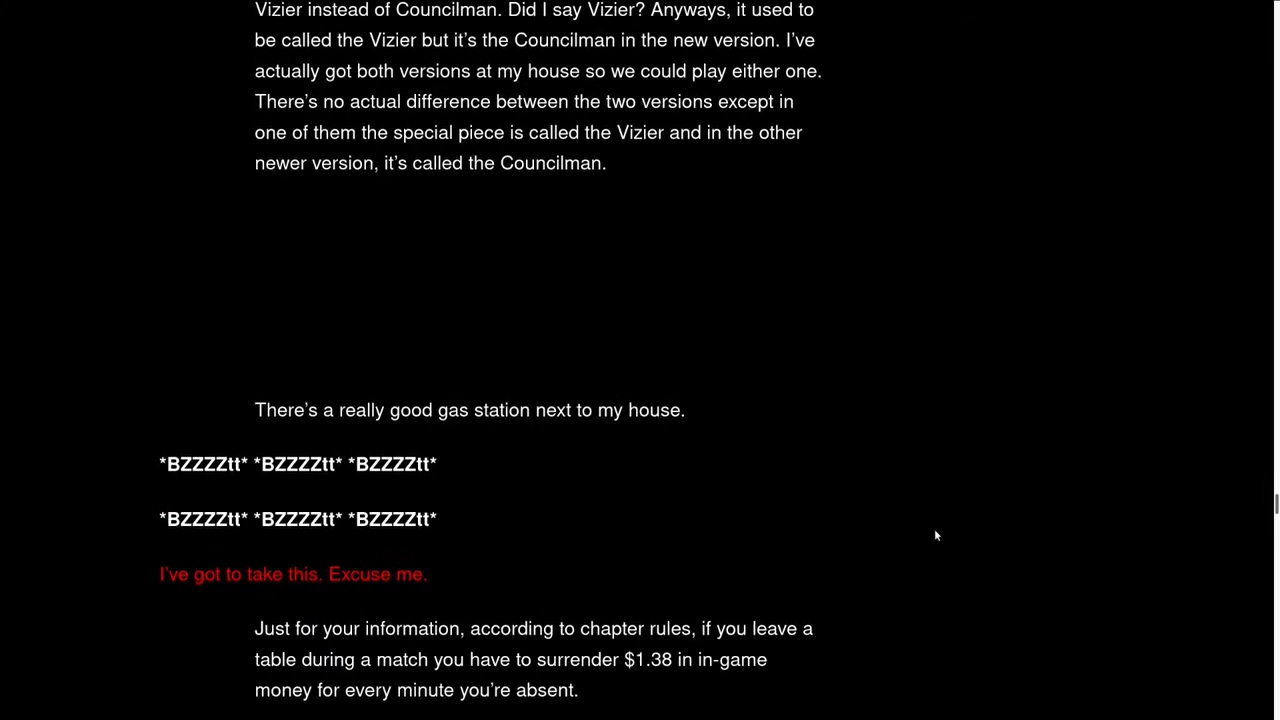 Vizier instead of Councilman. Did I say Vizier? Anyways, it used to
be called the Vizier but it’s the Councilman in the new version. I’ve
actually got both versions at my house so we could play either one.
There’s no actual difference between the two versions except in
one of them the special piece is called the Vizier and in the other
newer version, it’s called the Councilman.
There’s a really good gas station next to my house.
*BZZZZtt* *BZZZZtt* *BZZZZtt*
*BZZZZtt* *BZZZZtt* *BZZZZtt*
I’ve got to take this. Excuse me.
Just for your information, according to chapter rules, if you leave a
table during a match you have to surrender $1.38 in in-game
money for every minute you’re absent.